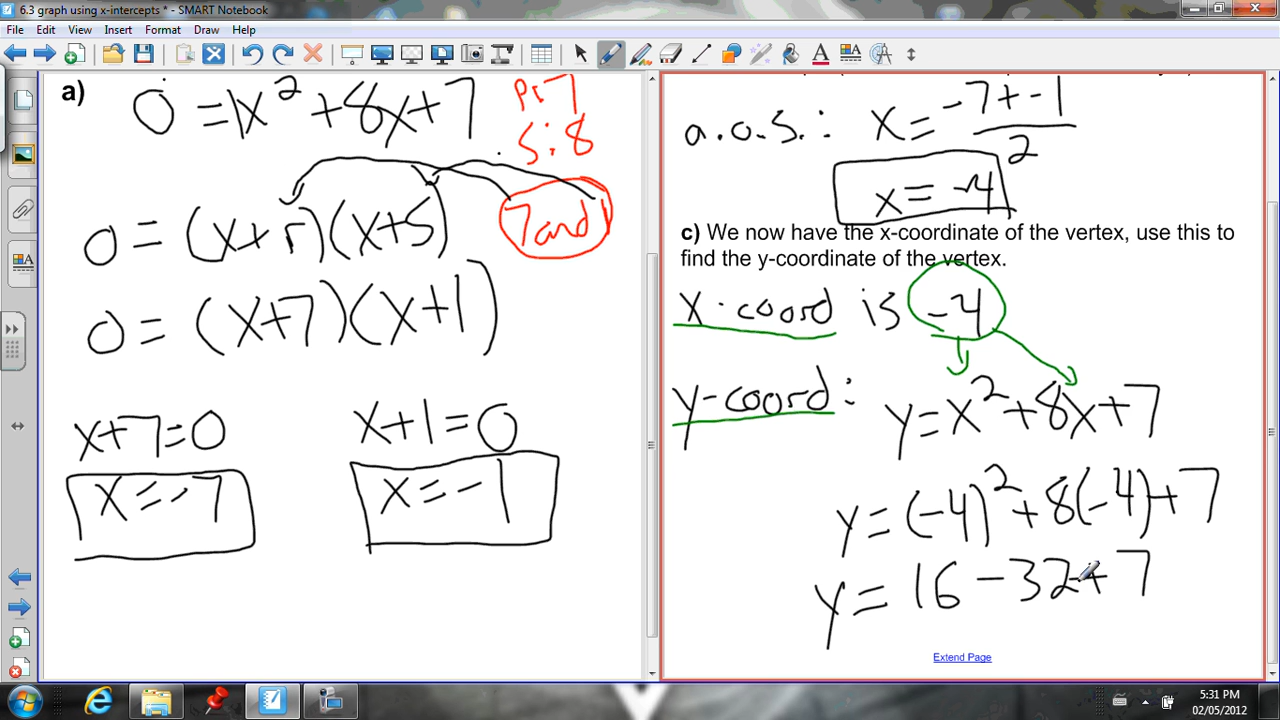 6.3 graph using x-intercepts * - SMART Notebook
File Edit View Insert Format Draw Help
a)
0 = 1x² + 8x + 7
P: 7
S: 8
7 and 1
0 = (x + r)(x + s)
0 = (x+7)(x+1)
x+7=0
x+1=0
x=-7
x=-1
a.o.s.: x = (-7 + -1)/2
x = -4
c) We now have the x-coordinate of the vertex, use this to
find the y-coordinate of the vertex.
x-coord is -4
y-coord: y = x² + 8x + 7
y = (-4)² + 8(-4) + 7
y = 16 - 32 + 7
Extend Page
5:31 PM
02/05/2012